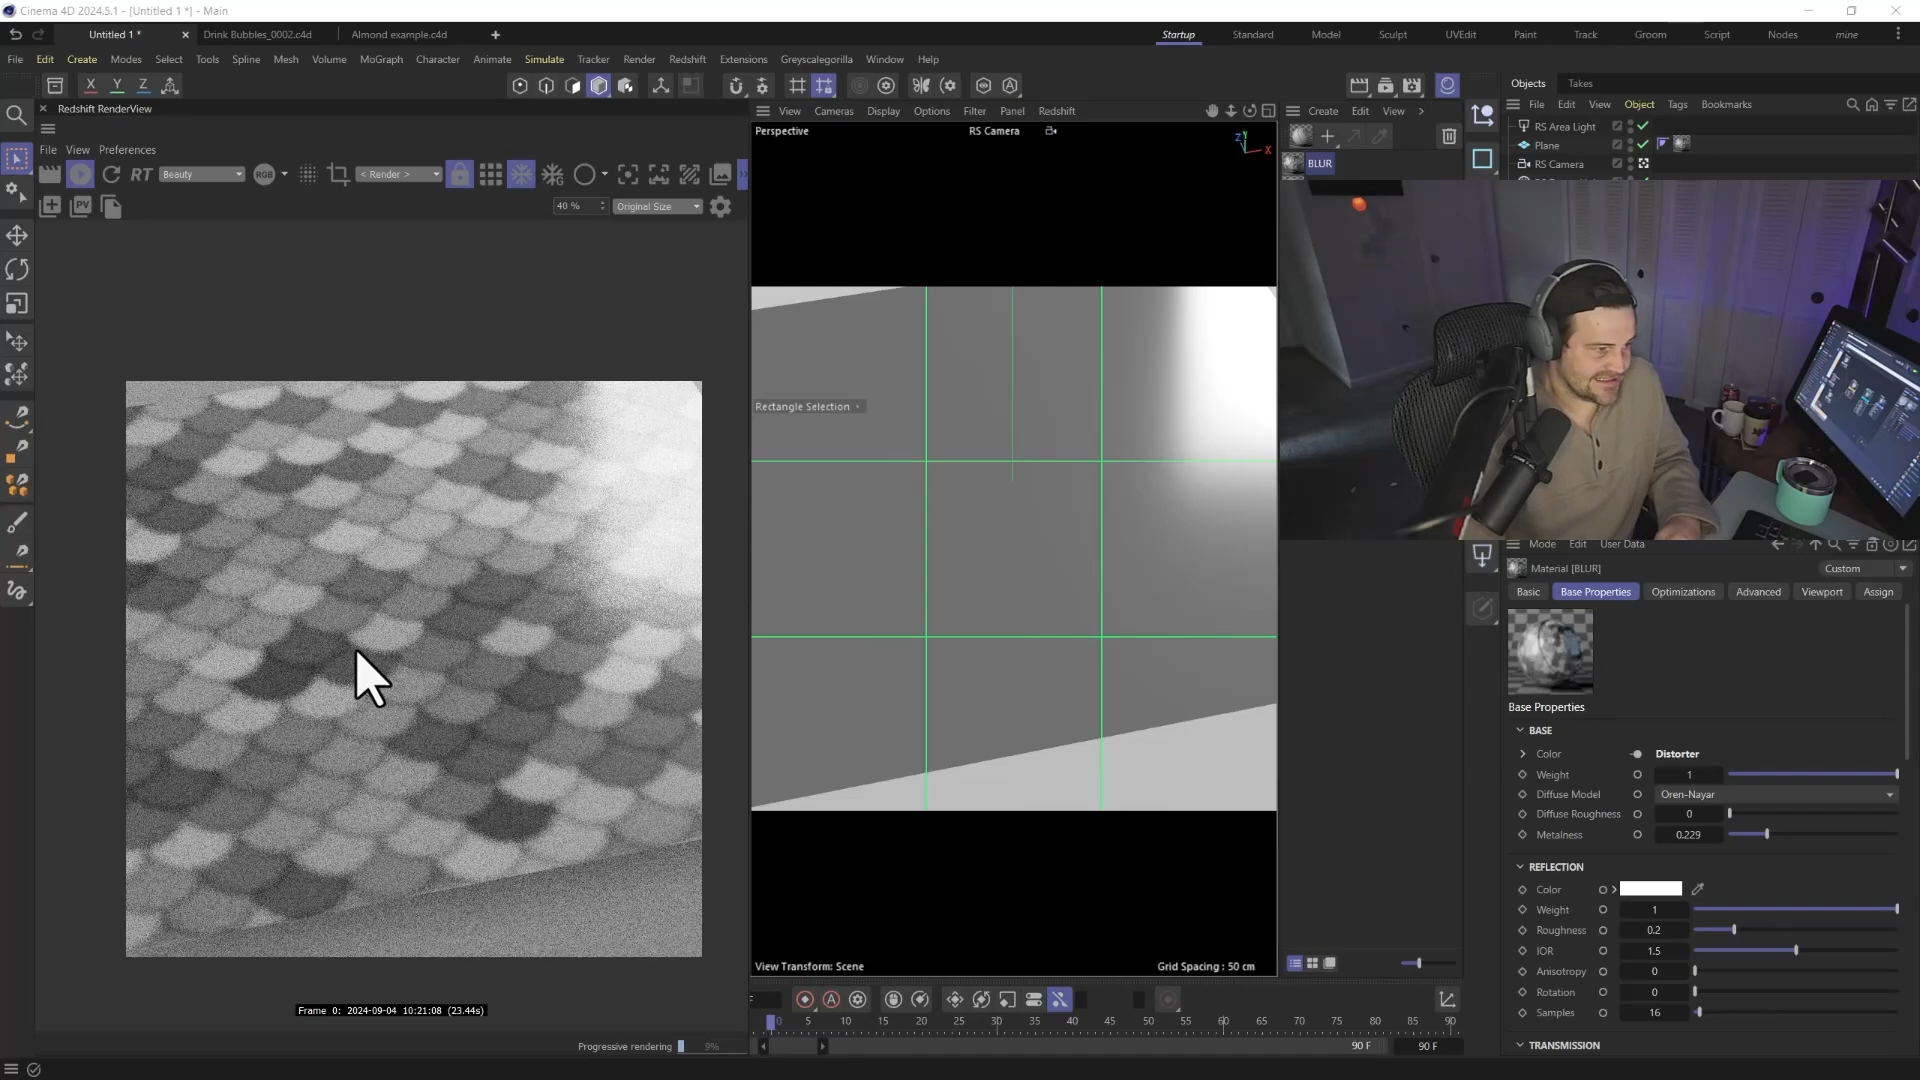 Cinema 4D 2024.5.1 - [Untitled 1 *] - Main
Untitled 1 *
Drink Bubbles_0002.c4d
Almond example.c4d
Startup
Standard
Model
Sculpt
UVEdit
Paint
Track
Groom
Script
Nodes
mine
File
Edit
Create
Modes
Select
Tools
Spline
Mesh
Volume
MoGraph
Character
Animate
Simulate
Tracker
Render
Redshift
Extensions
Greyscalegorilla
Window
Help
X
Y
Z
Redshift RenderView
File
View
Preferences
RT
Beauty
RGB
< Render >
PV
40 %
Original Size
Frame 0: 2024-09-04 10:21:08 (23.44s)
Progressive rendering
9%
View
Cameras
Display
Options
Filter
Panel
Redshift
Perspective
RS Camera
Rectangle Selection
View Transform: Scene
Grid Spacing : 50 cm
0
5
10
15
20
25
30
35
40
45
50
55
60
65
70
75
80
85
90
90 F
90 F
Create
Edit
View
BLUR
Objects
Takes
File
Edit
View
Object
Tags
Bookmarks
RS Area Light
Plane
RS Camera
Mode
Edit
User Data
Material [BLUR]
Custom
Basic
Base Properties
Optimizations
Advanced
Viewport
Assign
Base Properties
BASE
Color
Distorter
Weight
1
Diffuse Model
Oren-Nayar
Diffuse Roughness
0
Metalness
0.229
REFLECTION
Color
Weight
1
Roughness
0.2
IOR
1.5
Anisotropy
0
Rotation
0
Samples
16
TRANSMISSION